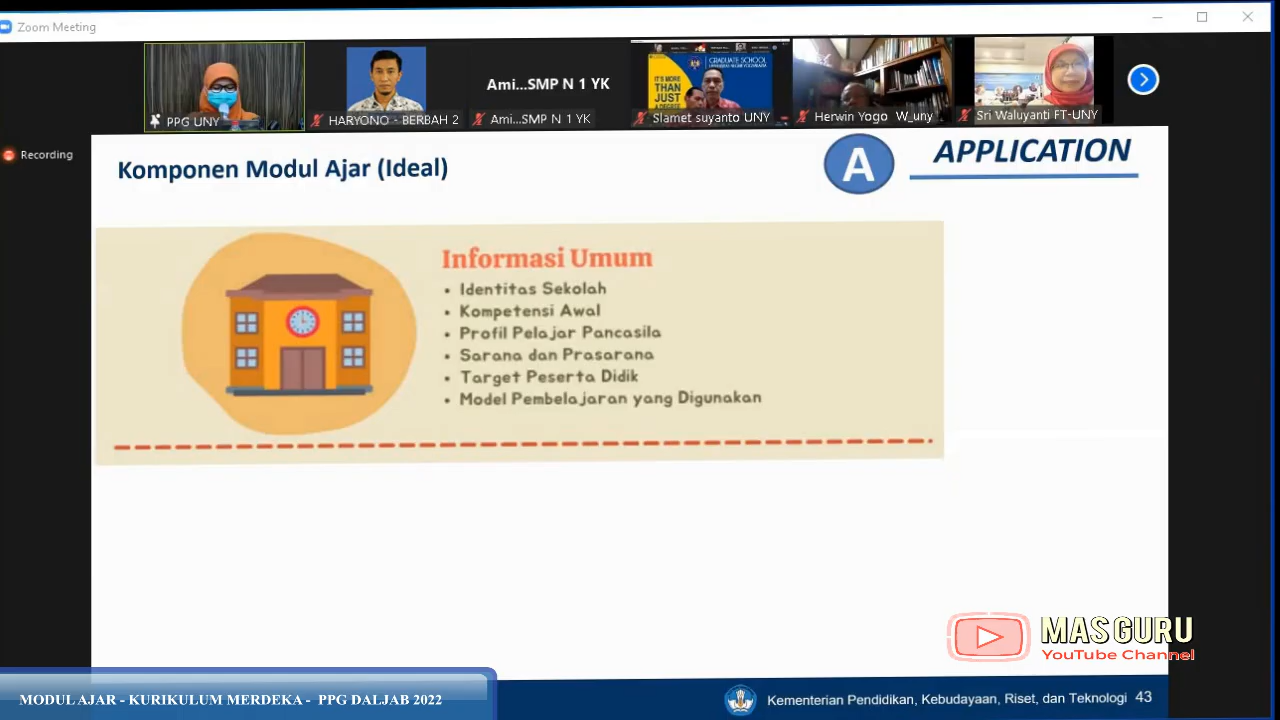 Zoom Meeting
PPG UNY
HARYONO - BERBAH 2
Ami...SMP N 1 YK
Ami...SMP N 1 YK
GRADUATE SCHOOL
IT'S MORE
THAN
JUST
Slamet suyanto UNY
Herwin Yogo W_uny
Sri Waluyanti FT-UNY
Recording
Komponen Modul Ajar (Ideal)
A
APPLICATION
Informasi Umum
• Identitas Sekolah
• Kompetensi Awal
• Profil Pelajar Pancasila
• Sarana dan Prasarana
• Target Peserta Didik
• Model Pembelajaran yang Digunakan
MAS GURU
YouTube Channel
MODUL AJAR - KURIKULUM MERDEKA - PPG DALJAB 2022
Kementerian Pendidikan, Kebudayaan, Riset, dan Teknologi 43